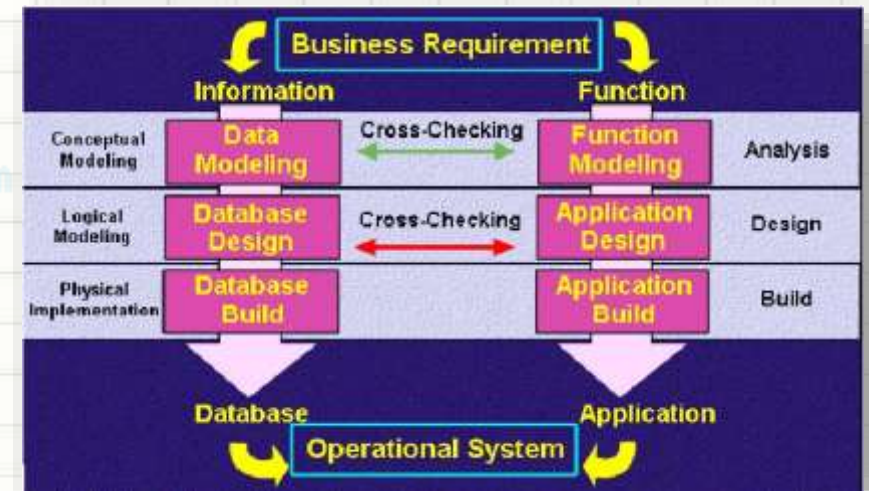 Business Requirement
Information
Function
Conceptual
Modeling
Data
Modeling
Cross-Checking
Function
Modeling
Analysis
Logical
Modeling
Database
Design
Cross-Checking
Application
Design
Design
Physical
Implementation
Database
Build
Application
Build
Build
Database
Application
Operational System